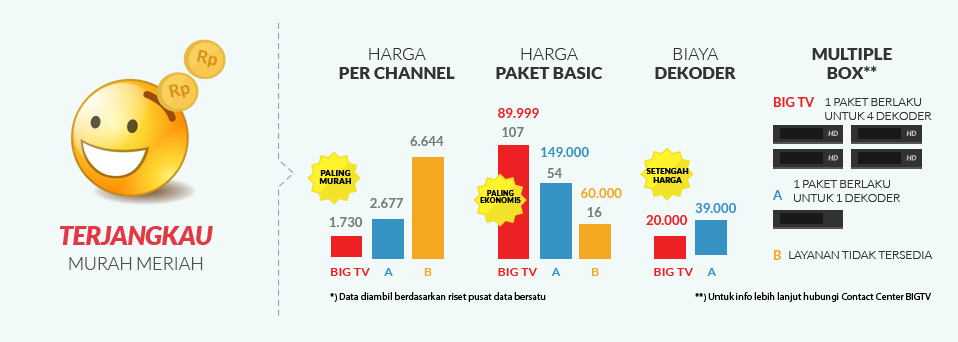 Rp
Rp
TERJANGKAU
MURAH MERIAH
HARGA
PER CHANNEL
PALING
MURAH
1.730
2.677
6.644
BIG TV A B
HARGA
PAKET BASIC
89.999
107
PALING
EKONOMIS
149.000
54
60.000
16
BIG TV A B
BIAYA
DEKODER
SETENGAH
HARGA
20.000
39.000
BIG TV A
MULTIPLE
BOX**
BIG TV 1 PAKET BERLAKU
UNTUK 4 DEKODER
HD HD
HD HD
A 1 PAKET BERLAKU
UNTUK 1 DEKODER
B LAYANAN TIDAK TERSEDIA
*) Data diambil berdasarkan riset pusat data bersatu
**) Untuk info lebih lanjut hubungi Contact Center BIGTV